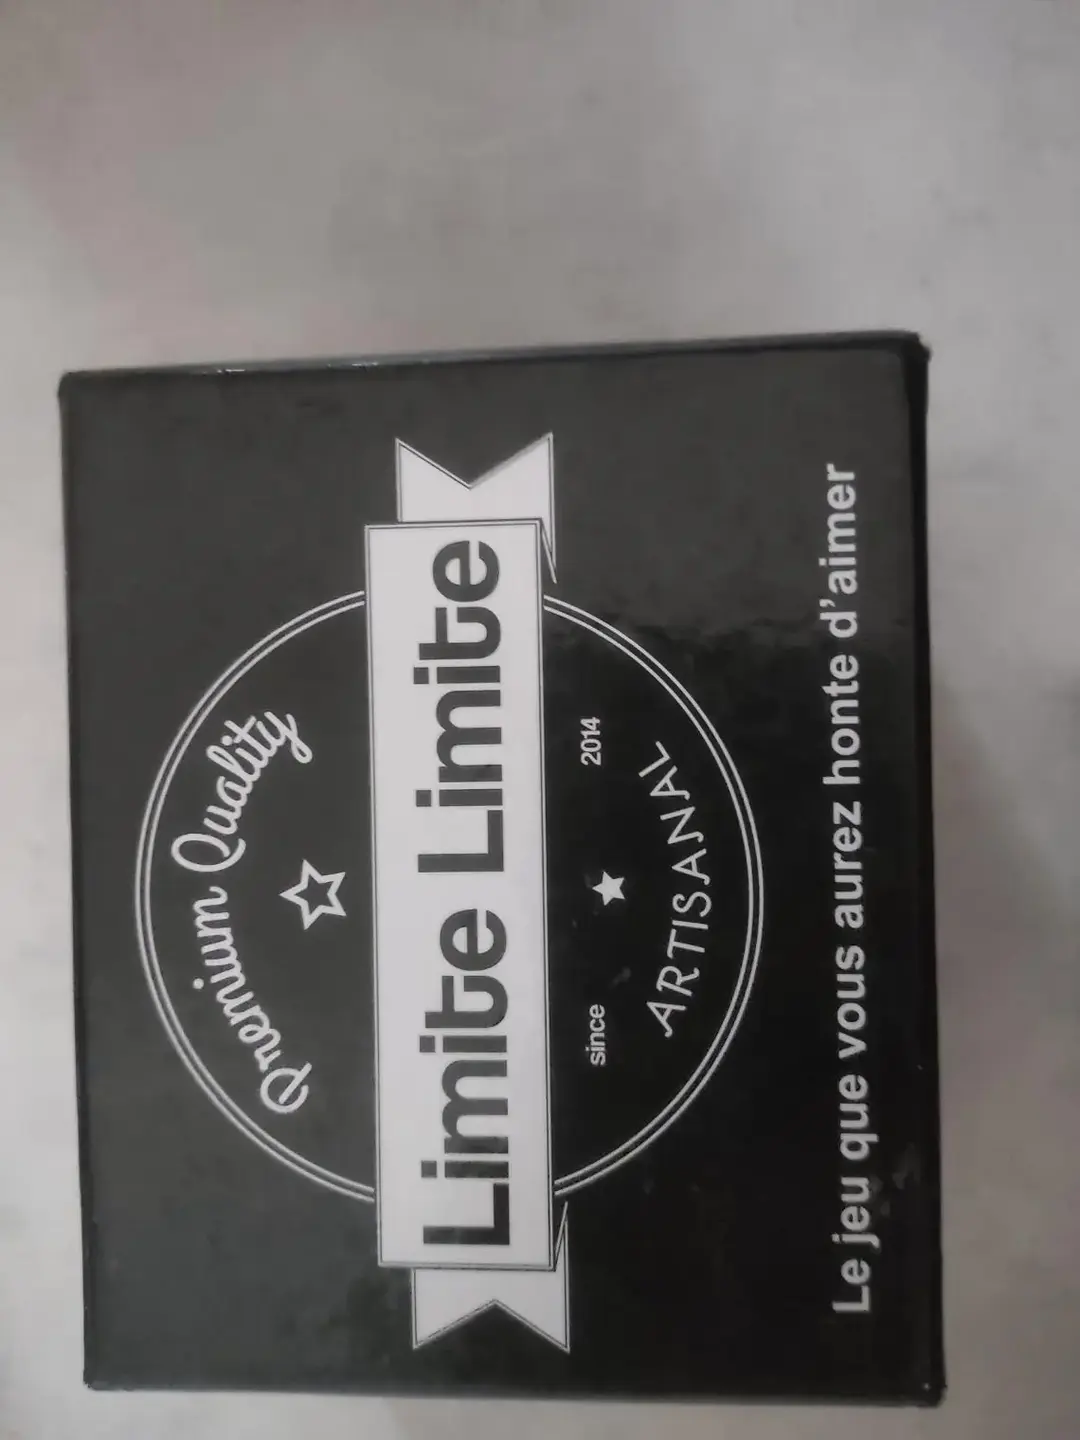 Premium Quality
Limite Limite
since 2014
ARTISANAL
Le jeu que vous aurez honte d'aimer